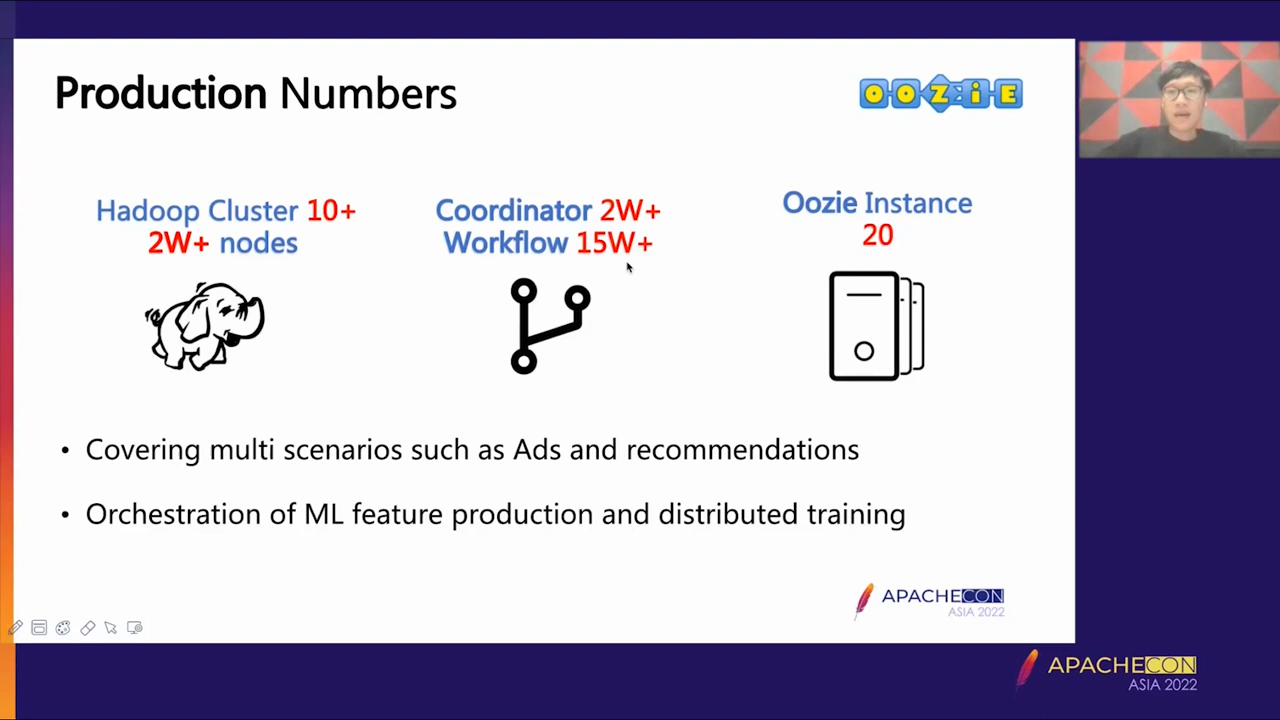 Production Numbers
OOZiE
Hadoop Cluster 10+
2W+ nodes
Coordinator 2W+
Workflow 15W+
Oozie Instance
20
• Covering multi scenarios such as Ads and recommendations
• Orchestration of ML feature production and distributed training
APACHECON
ASIA 2022
APACHECON
ASIA 2022